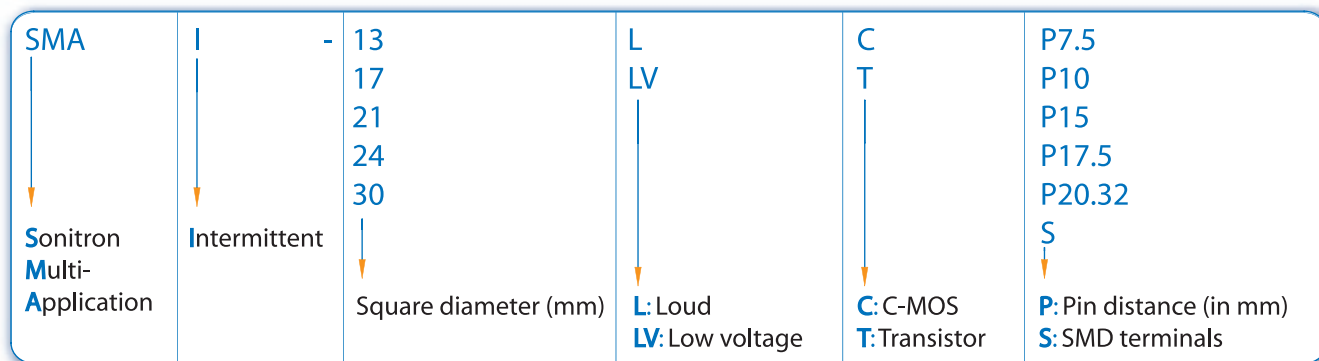 SMA I - 13 L C P7.5
17 LV T P10
21 P15
24 P17.5
30 P20.32
S
Sonitron Intermittent
Multi-
Application
Square diameter (mm) L: Loud C: C-MOS P: Pin distance (in mm)
LV: Low voltage T: Transistor S: SMD terminals